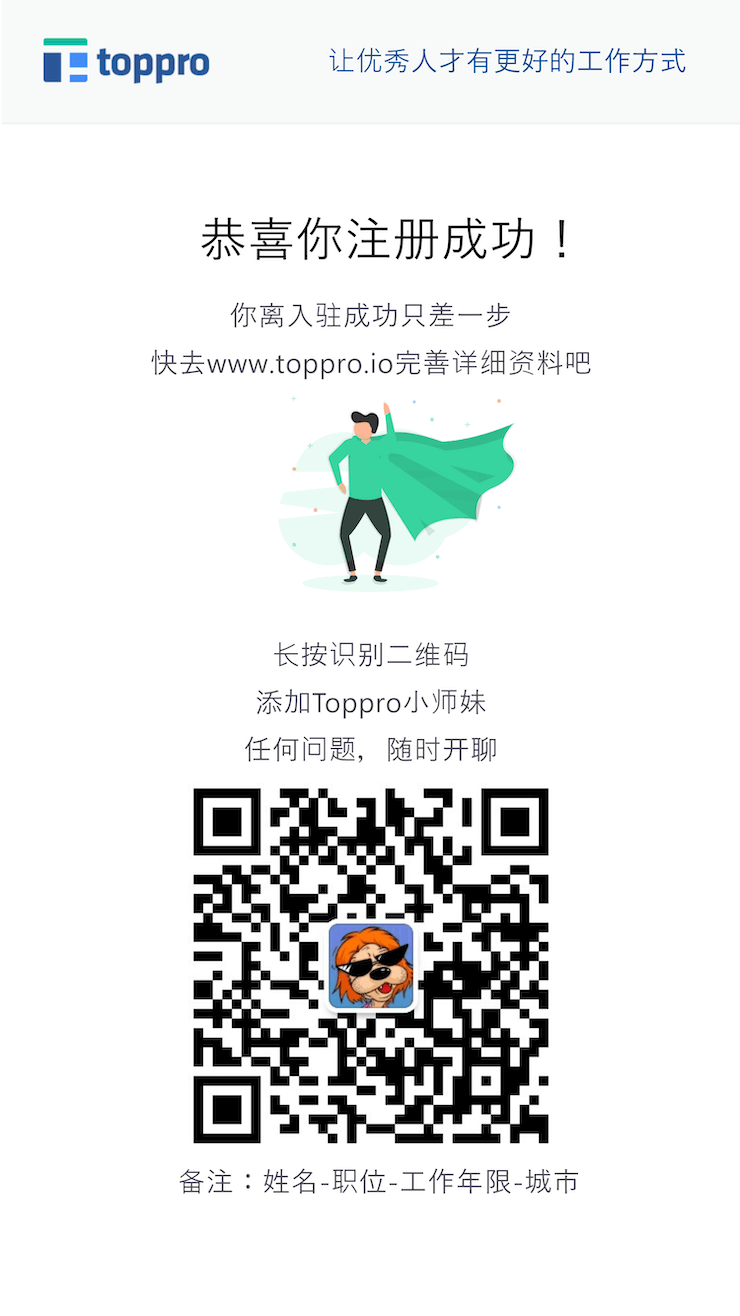 toppro
让优秀人才有更好的工作方式
恭喜你注册成功！
你离入驻成功只差一步
快去www.toppro.io完善详细资料吧
长按识别二维码
添加Toppro小师妹
任何问题，随时开聊
备注：姓名-职位-工作年限-城市